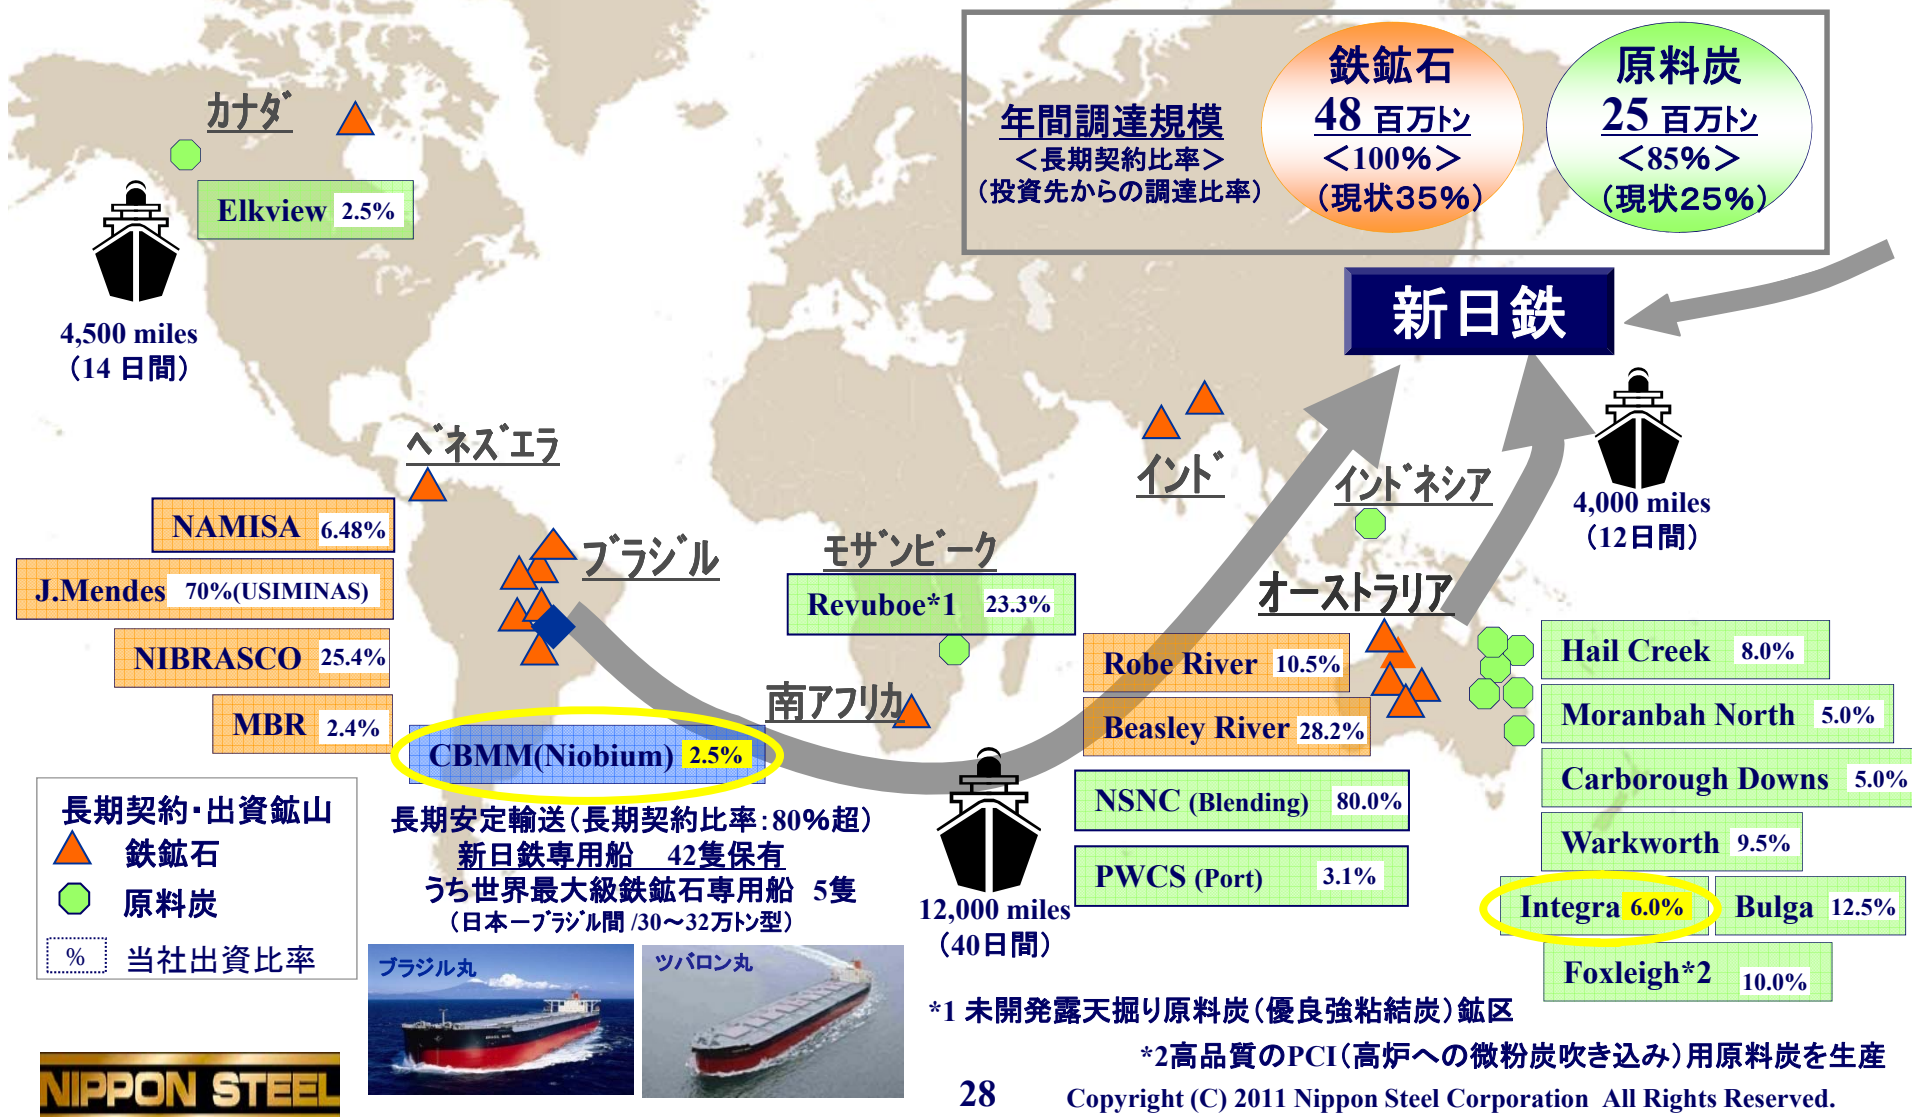 年間調達規模
＜長期契約比率＞
（投資先からの調達比率）
鉄鉱石
48 百万トン
＜100%＞
（現状35%）
原料炭
25 百万トン
＜85%＞
（現状25%）
新日鉄
カナダ
Elkview 2.5%
4,500 miles
（14 日間）
ベネズエラ
NAMISA 6.48%
J.Mendes 70%(USIMINAS)
NIBRASCO 25.4%
MBR 2.4%
ブラジル
CBMM(Niobium) 2.5%
モザンビーク
Revuboe*1 23.3%
南アフリカ
インド
インドネシア
4,000 miles
（12日間）
オーストラリア
Robe River 10.5%
Beasley River 28.2%
NSNC (Blending) 80.0%
PWCS (Port) 3.1%
Hail Creek 8.0%
Moranbah North 5.0%
Carborough Downs 5.0%
Warkworth 9.5%
Integra 6.0%
Bulga 12.5%
Foxleigh*2 10.0%
12,000 miles
（40日間）
長期契約・出資鉱山
鉄鉱石
原料炭
% 当社出資比率
長期安定輸送（長期契約比率：80%超）
新日鉄専用船 42隻保有
うち世界最大級鉄鉱石専用船 5隻
（日本ーブラジル間 /30～32万トン型）
ブラジル丸
ツバロン丸
*1 未開発露天掘り原料炭（優良強粘結炭）鉱区
*2高品質のPCI（高炉への微粉炭吹き込み）用原料炭を生産
NIPPON STEEL
28
Copyright (C) 2011 Nippon Steel Corporation All Rights Reserved.